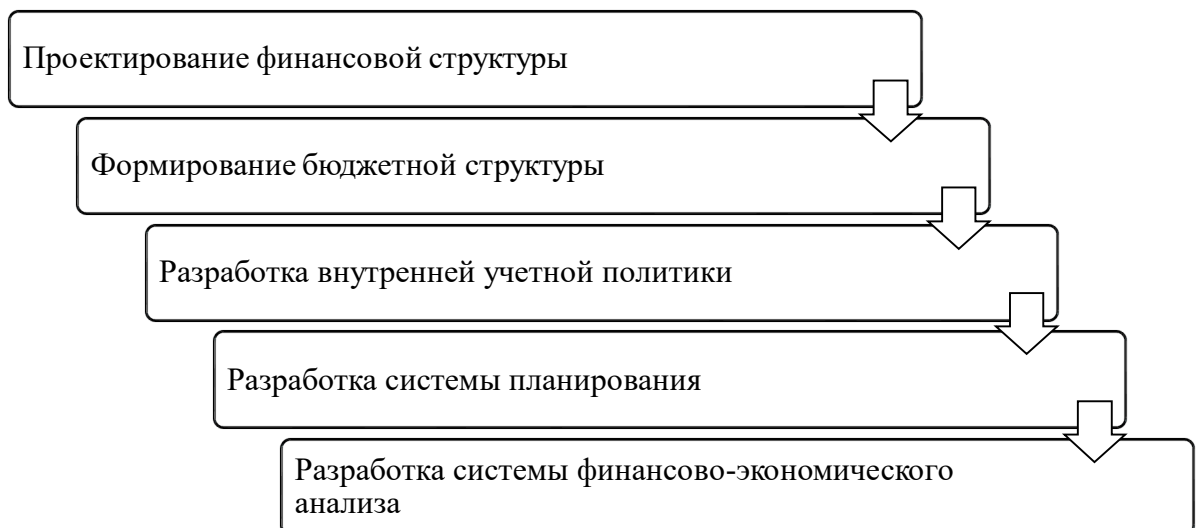 Проектирование финансовой структуры
Формирование бюджетной структуры
Разработка внутренней учетной политики
Разработка системы планирования
Разработка системы финансово-экономического
анализа